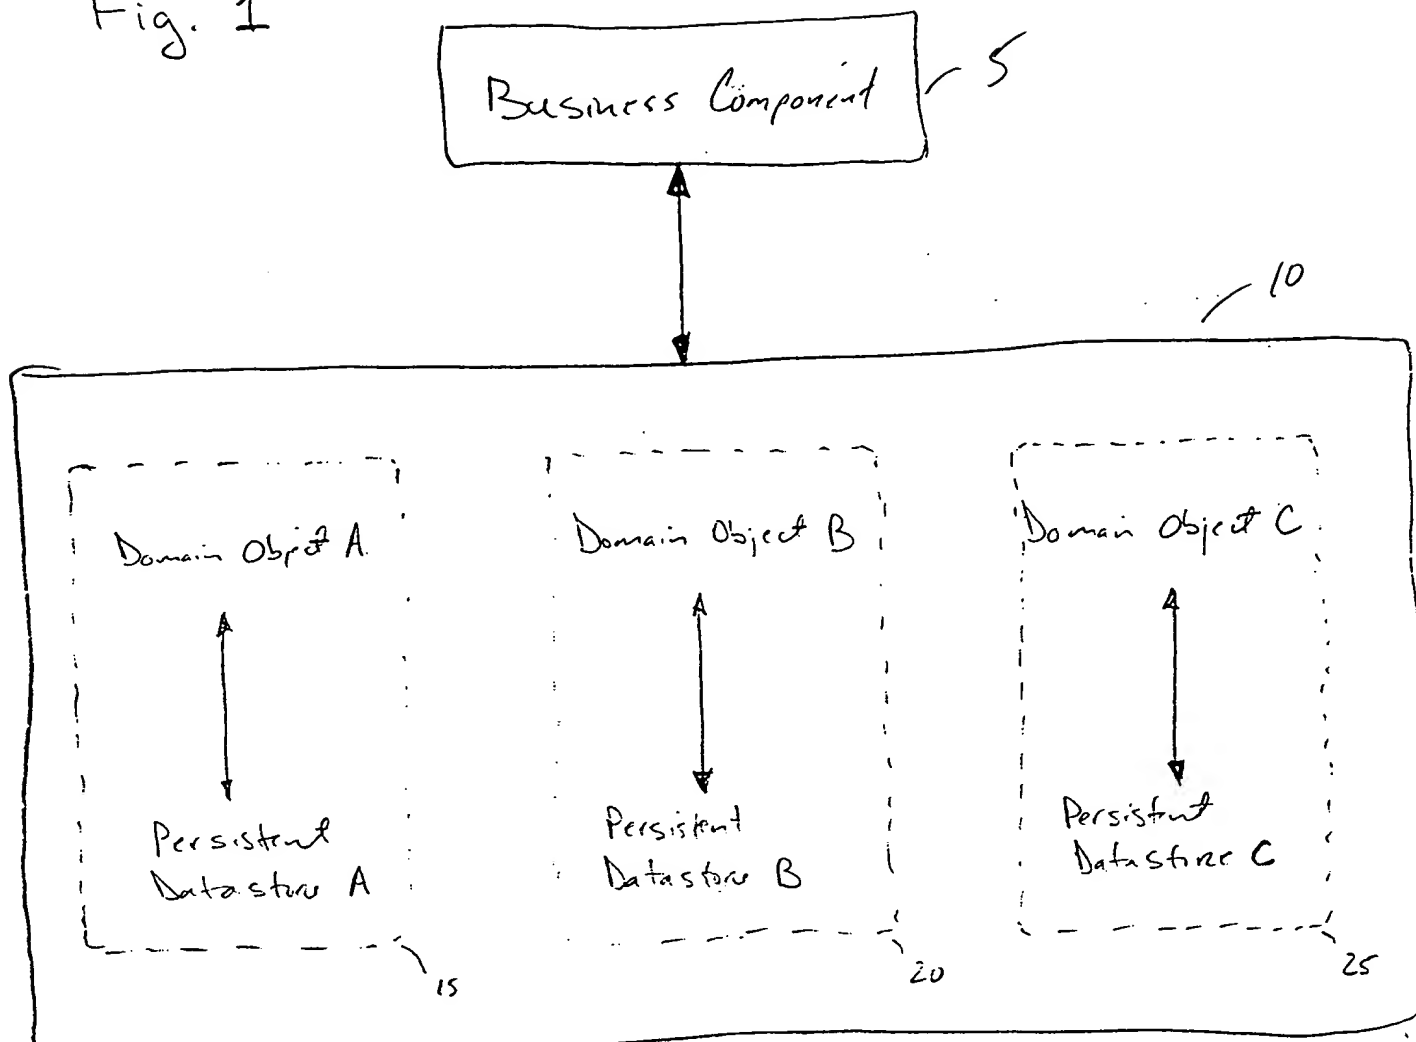 Fig. 1
Business Component
5
10
Domain Object A
Domain Object B
Domain Object C
Persistent
Datastore A
Persistent
Datastore B
Persistent
Datastore C
15
20
25